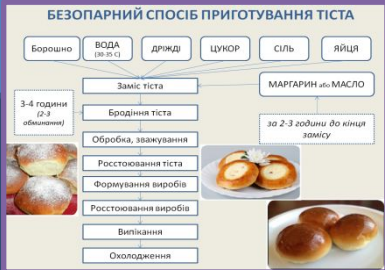 БЕЗОПАРНИЙ СПОСІБ ПРИГОТУВАННЯ ТІСТА
Борошно
ВОДА
(30-35 С)
ДРІЖДІ
ЦУКОР
СІЛЬ
ЯЙЦЯ
Заміс тіста
МАРГАРИН або МАСЛО
3-4 години
(2-3
обминання)
Бродіння тіста
за 2-3 години до кінця
замісу
Обробка, зважування
Розстоювання тіста
Формування виробів
Розстоювання виробів
Випікання
Охолодження